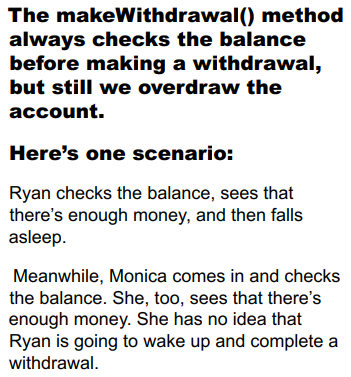 The makeWithdrawal() method
always checks the balance
before making a withdrawal,
but still we overdraw the
account.
Here’s one scenario:
Ryan checks the balance, sees that
there’s enough money, and then falls
asleep.
Meanwhile, Monica comes in and checks
the balance. She, too, sees that there’s
enough money. She has no idea that
Ryan is going to wake up and complete a
withdrawal.